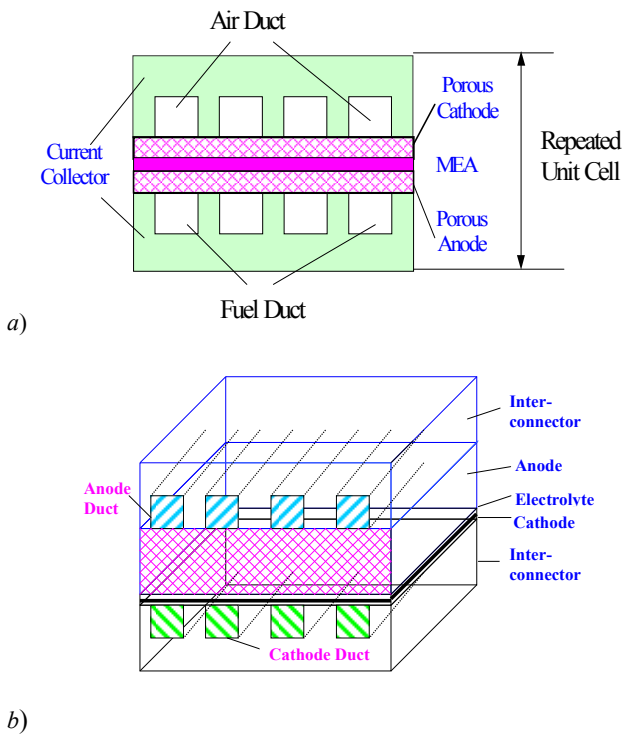 Air Duct
Porous
Cathode
Current
Collector
MEA
Repeated
Unit Cell
Porous
Anode
Fuel Duct
a)
Inter-
connector
Anode
Anode
Duct
Electrolyte
Cathode
Inter-
connector
Cathode Duct
b)